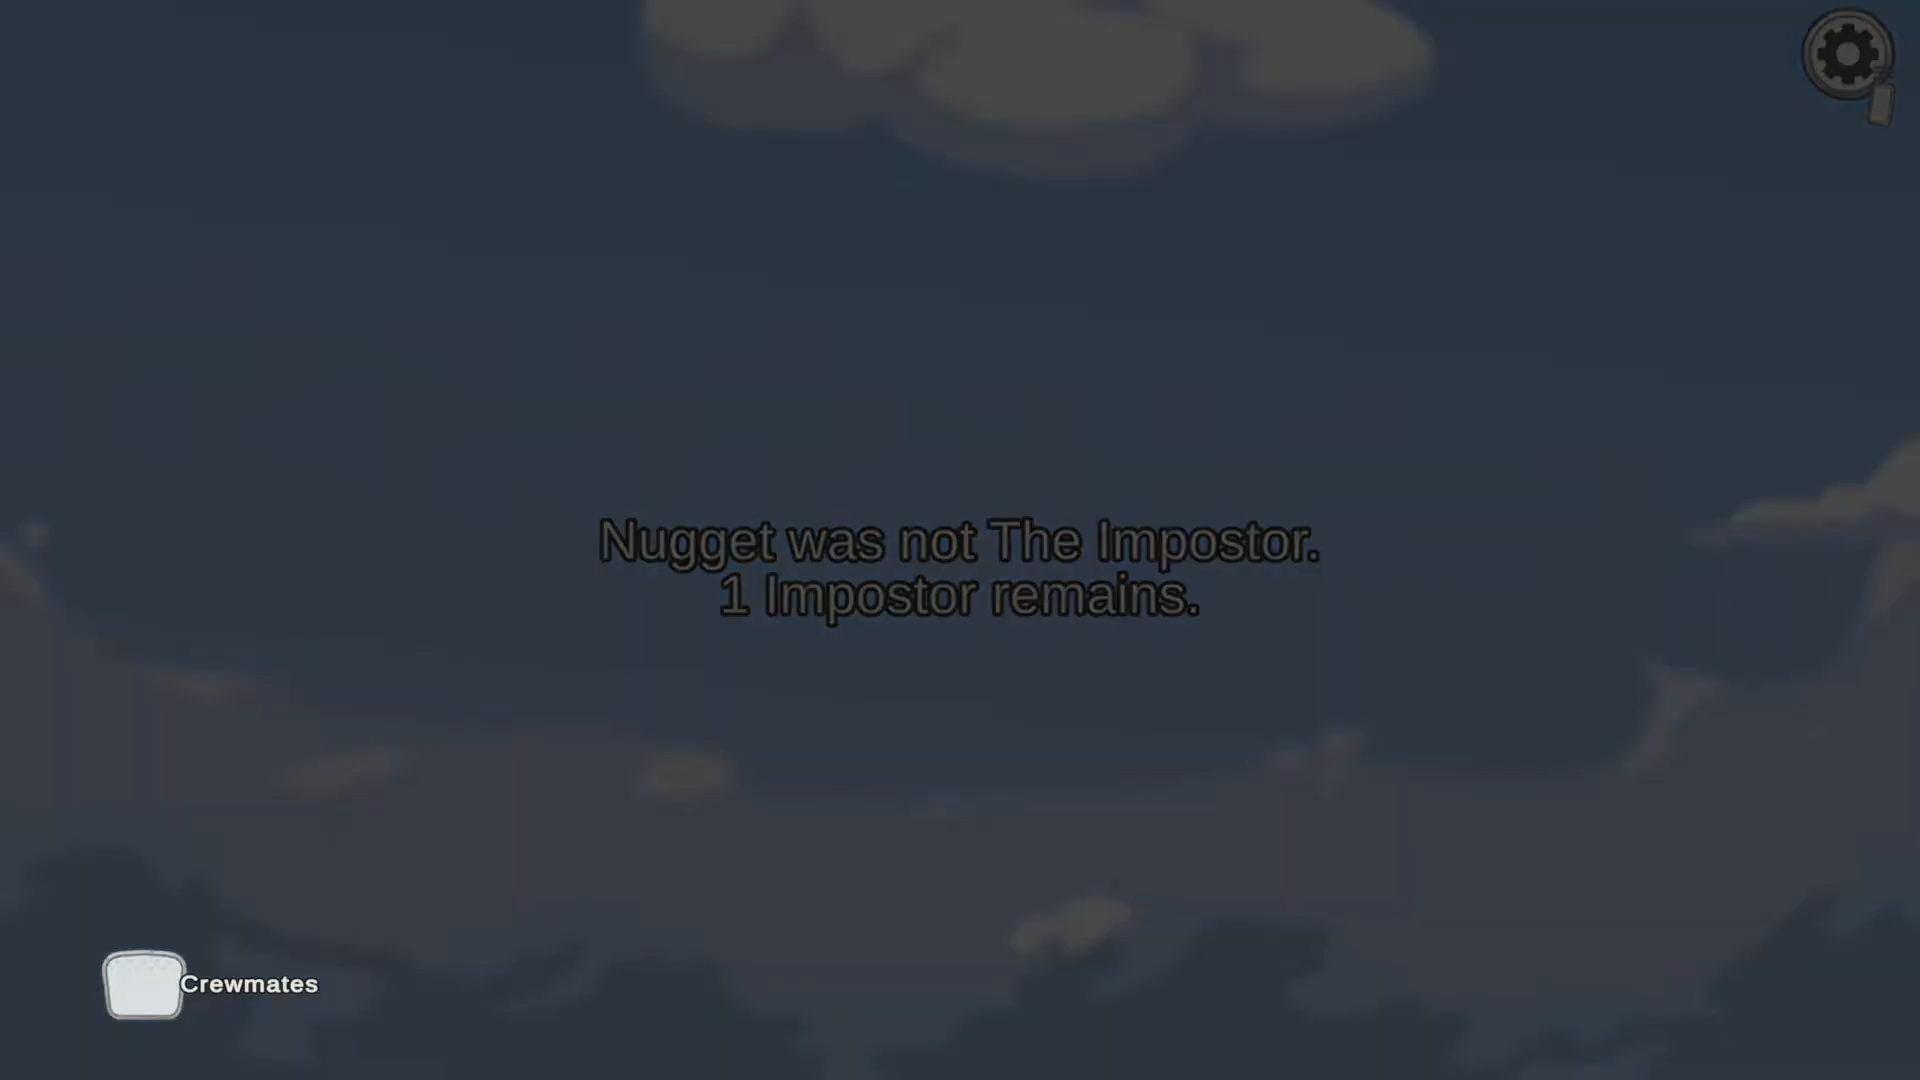 Nugget was not The Impostor.
1 Impostor remains.
Crewmates